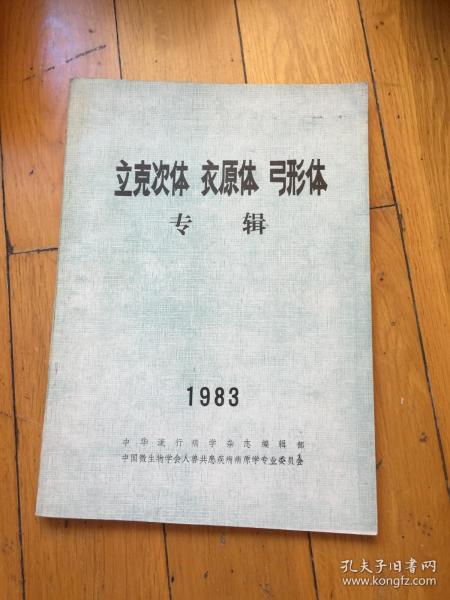 立克次体 衣原体 弓形体
专 辑
1983
中华流行病学杂志编辑部
中国微生物学会人兽共患疾病病原学专业委员会
孔夫子旧书网
www.kongfz.com